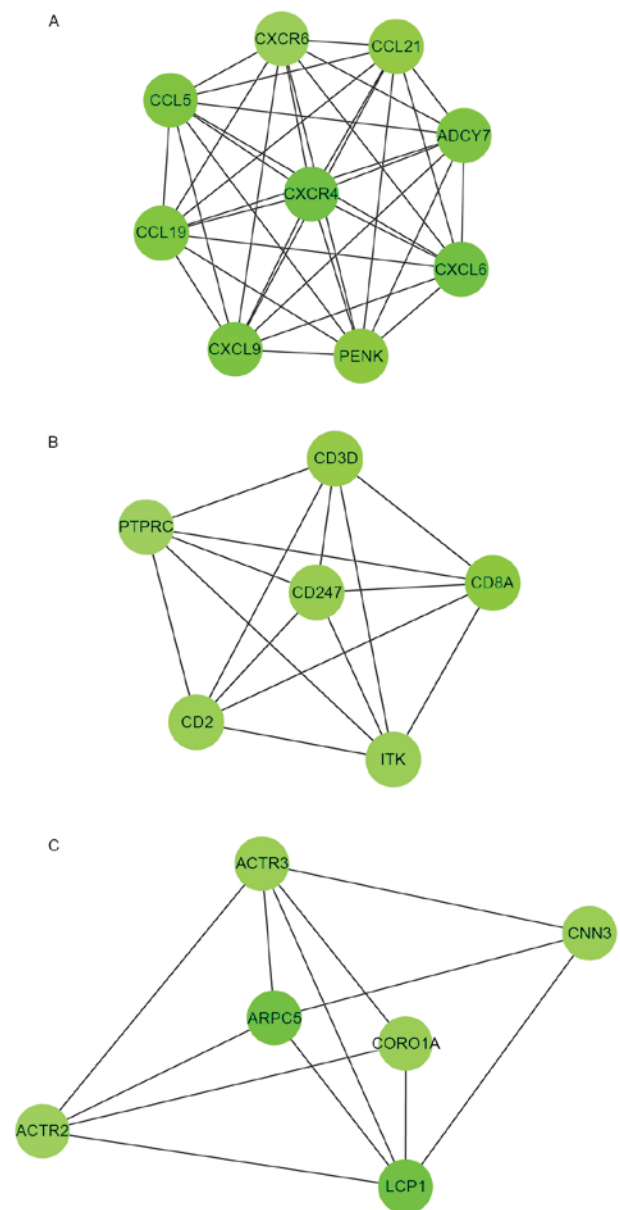 A
CXCR6
CCL21
CCL5
ADCY7
CXCR4
CCL19
CXCL6
CXCL9
PENK
B
CD3D
PTPRC
CD247
CD8A
CD2
ITK
C
ACTR3
CNN3
ARPC5
CORO1A
ACTR2
LCP1